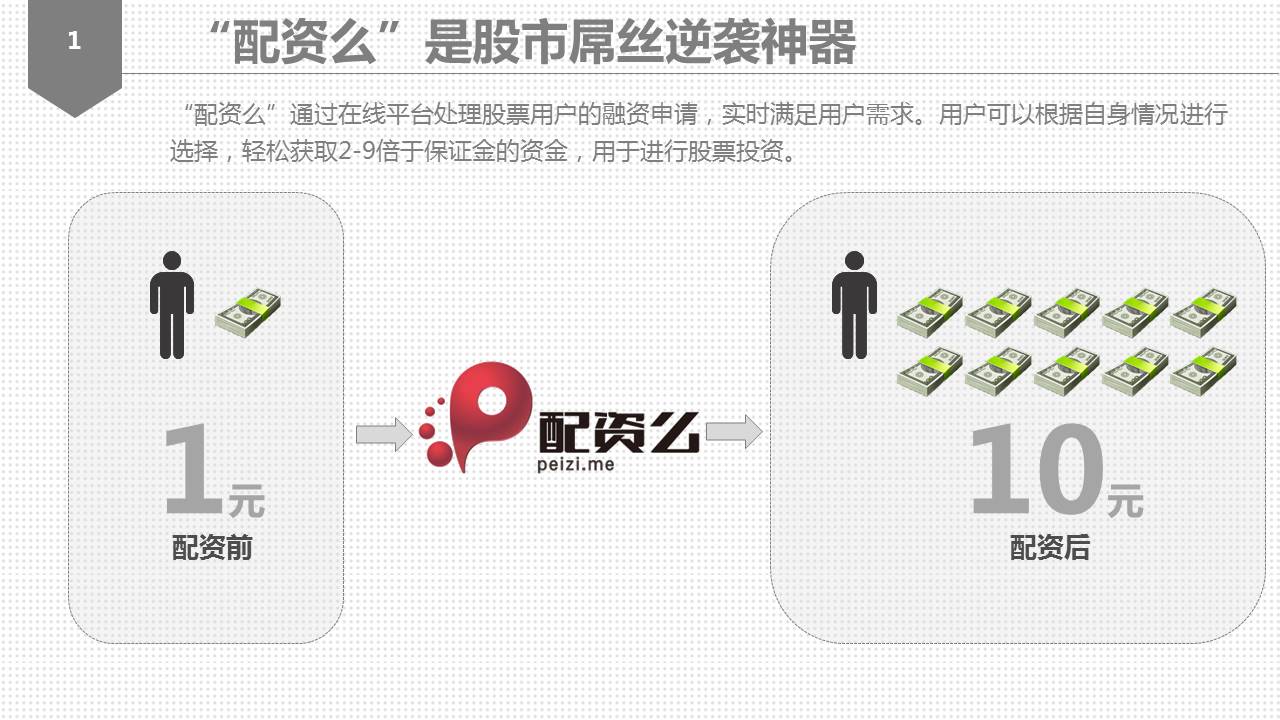 1
“配资么”是股市屌丝逆袭神器
“配资么”通过在线平台处理股票用户的融资申请，实时满足用户需求。用户可以根据自身情况进行
选择，轻松获取2-9倍于保证金的资金，用于进行股票投资。
1元
配资前
配资么
peizi.me
10元
配资后